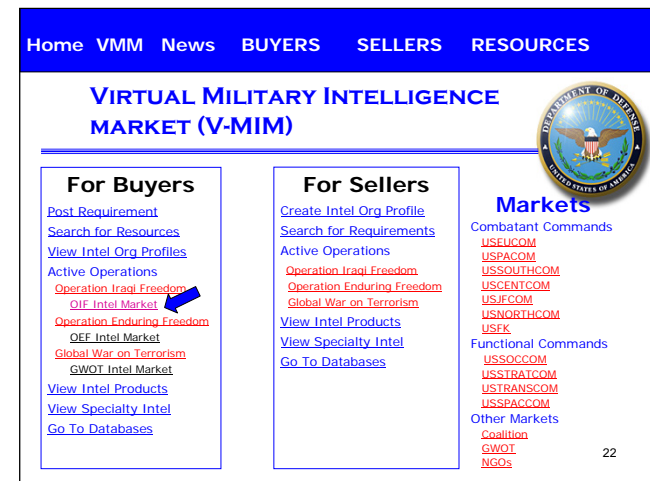 Home VMM News BUYERS SELLERS RESOURCES
VIRTUAL MILITARY INTELLIGENCE
MARKET (V-MIM)
DEPARTMENT OF DEFENSE
UNITED STATES OF AMERICA
For Buyers
Post Requirement
Search for Resources
View Intel Org Profiles
Active Operations
Operation Iraqi Freedom
OIF Intel Market
Operation Enduring Freedom
OEF Intel Market
Global War on Terrorism
GWOT Intel Market
View Intel Products
View Specialty Intel
Go To Databases
For Sellers
Create Intel Org Profile
Search for Requirements
Active Operations
Operation Iraqi Freedom
Operation Enduring Freedom
Global War on Terrorism
View Intel Products
View Specialty Intel
Go To Databases
Markets
Combatant Commands
USEUCOM
USPACOM
USSOUTHCOM
USCENTCOM
USJFCOM
USNORTHCOM
USFK
Functional Commands
USSOCCOM
USSTRATCOM
USTRANSCOM
USSPACCOM
Other Markets
Coalition
GWOT
NGOs
22